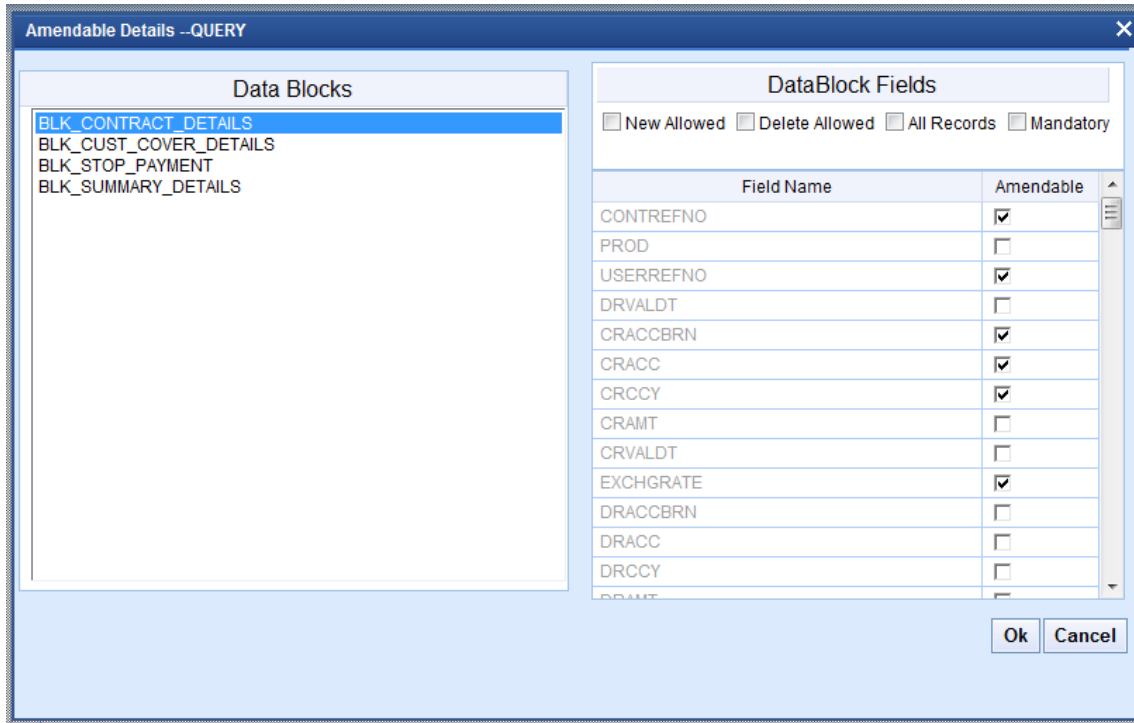 Amendable Details --QUERY
Data Blocks
BLK_CONTRACT_DETAILS
BLK_CUST_COVER_DETAILS
BLK_STOP_PAYMENT
BLK_SUMMARY_DETAILS
DataBlock Fields
New Allowed Delete Allowed All Records Mandatory
Field Name Amendable
CONTREFNO
PROD
USERREFNO
DRVALDT
CRACCBRN
CRACC
CRCCY
CRAMT
CRVALDT
EXCHGRATE
DRACCBRN
DRACC
DRCCY
DRAMT
Ok Cancel